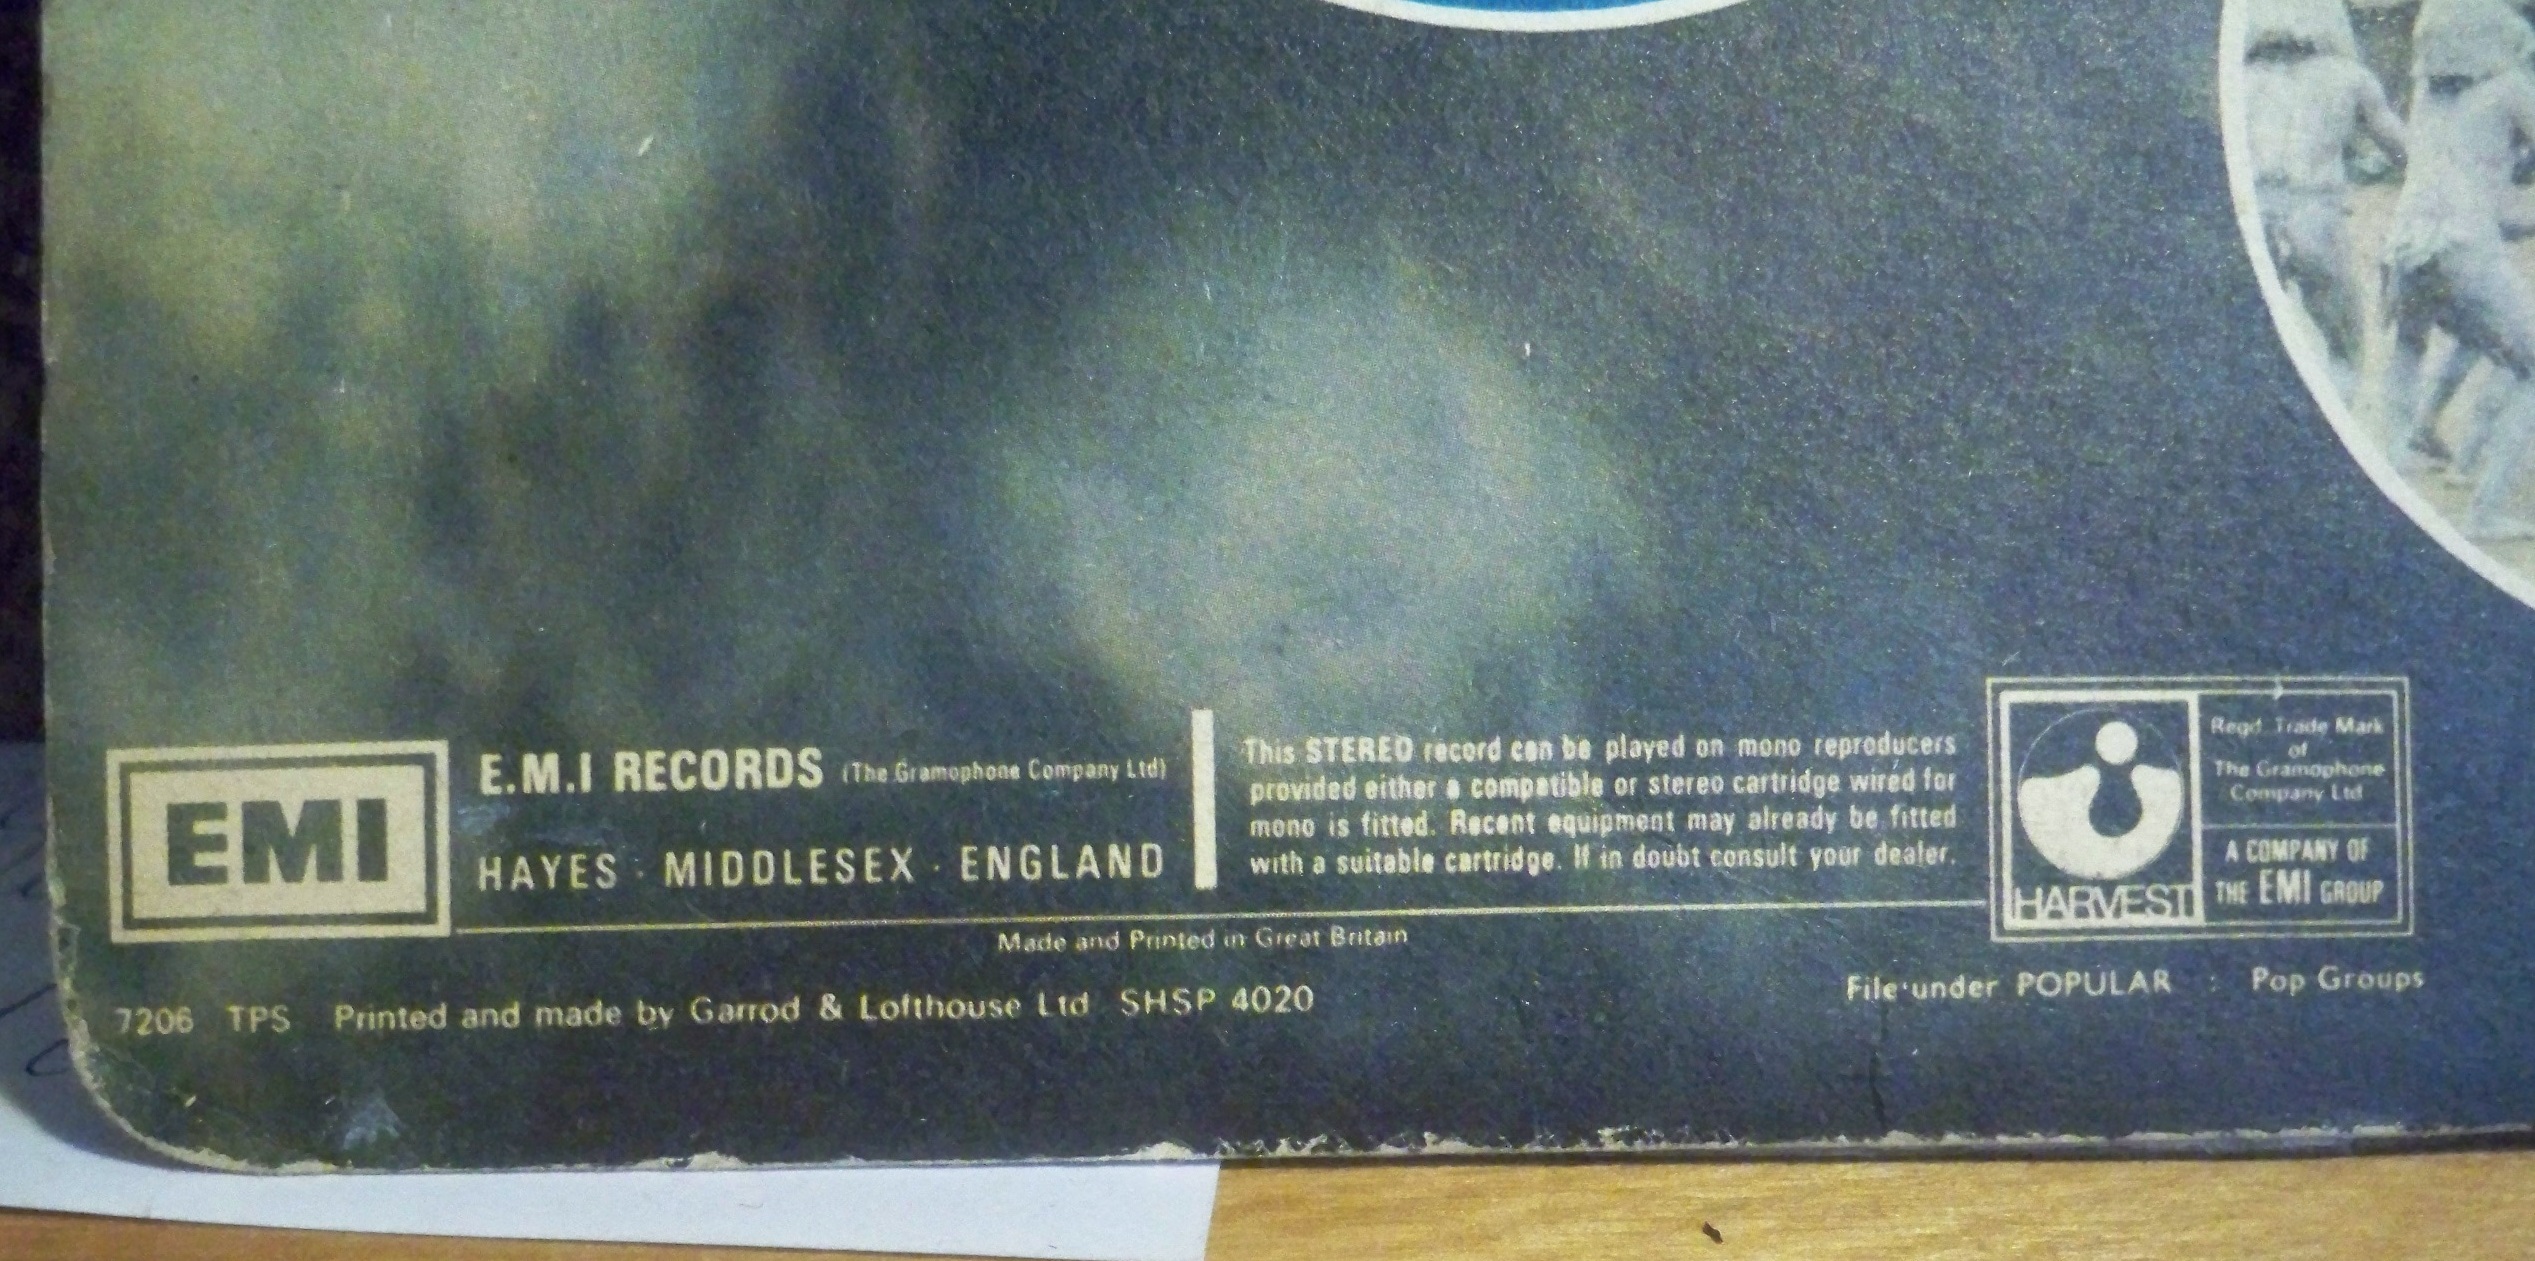 EMI
E.M.I RECORDS (The Gramophone Company Ltd)
HAYES · MIDDLESEX · ENGLAND
This STEREO record can be played on mono reproducers
provided either a compatible or stereo cartridge wired for
mono is fitted. Recent equipment may already be fitted
with a suitable cartridge. If in doubt consult your dealer.
HARVEST
Regd. Trade Mark
of
The Gramophone
Company Ltd
A COMPANY OF
THE EMI GROUP
Made and Printed in Great Britain
7206 TPS Printed and made by Garrod & Lofthouse Ltd SHSP 4020
File under POPULAR : Pop Groups